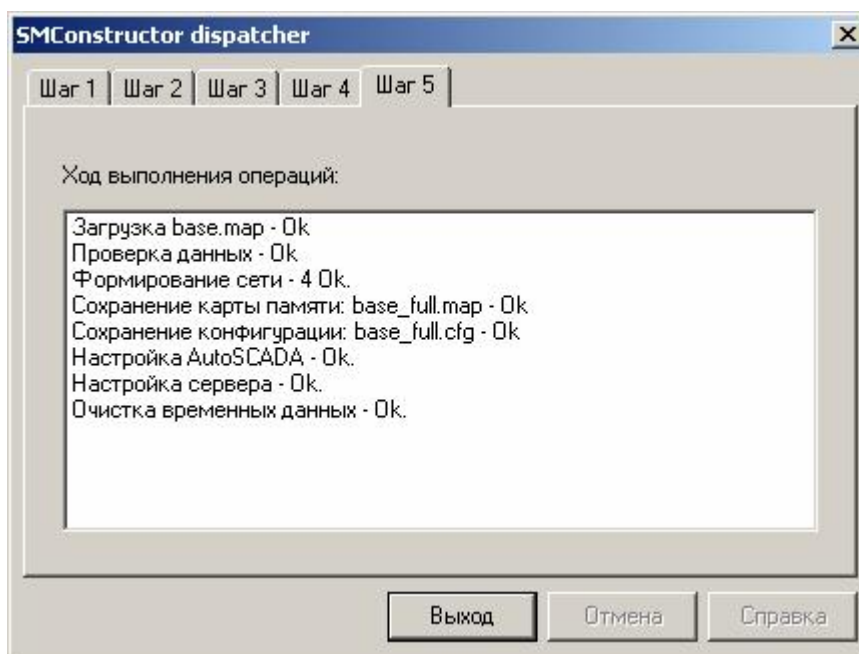 SMConstructor dispatcher
Шаг 1 Шаг 2 Шаг 3 Шаг 4 Шаг 5
Ход выполнения операций:
Загрузка base.map - Ok
Проверка данных - Ok
Формирование сети - 4 Ok.
Сохранение карты памяти: base_full.map - Ok
Сохранение конфигурации: base_full.cfg - Ok
Настройка AutoSCADA - Ok.
Настройка сервера - Ok.
Очистка временных данных - Ok.
Выход Отмена Справка